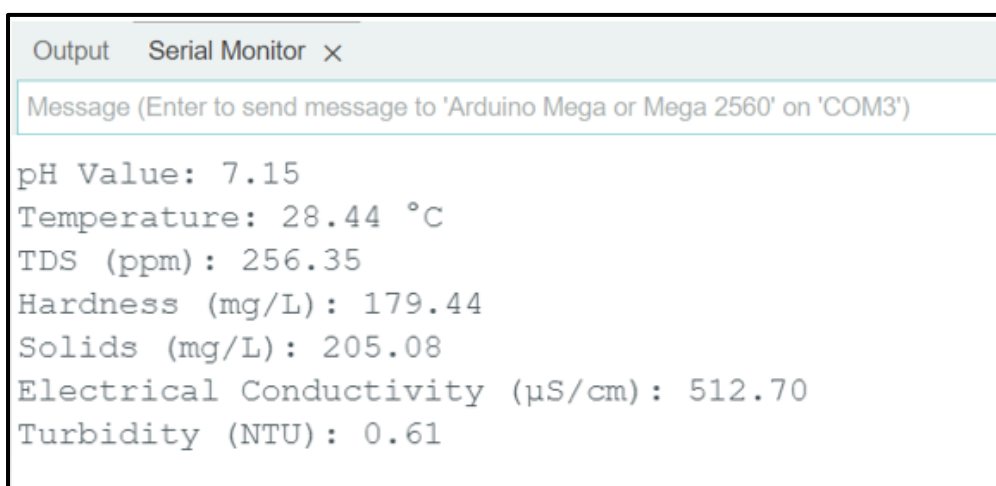 Output Serial Monitor ×
Message (Enter to send message to 'Arduino Mega or Mega 2560' on 'COM3')
pH Value: 7.15
Temperature: 28.44 °C
TDS (ppm): 256.35
Hardness (mg/L): 179.44
Solids (mg/L): 205.08
Electrical Conductivity (µS/cm): 512.70
Turbidity (NTU): 0.61